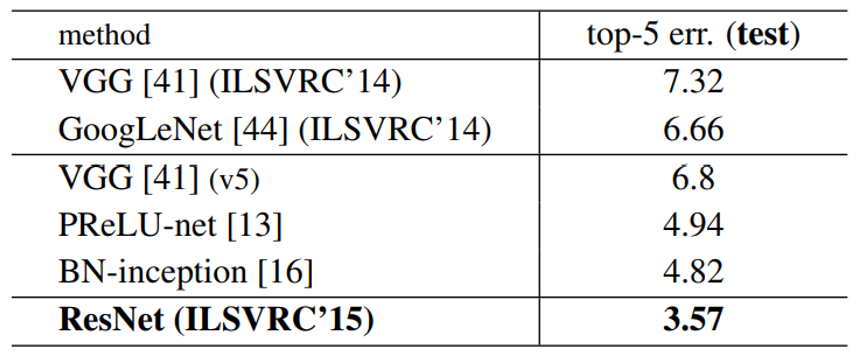 method top-5 err. (test)
VGG [41] (ILSVRC’14) 7.32
GoogLeNet [44] (ILSVRC’14) 6.66
VGG [41] (v5) 6.8
PReLU-net [13] 4.94
BN-inception [16] 4.82
ResNet (ILSVRC’15) 3.57